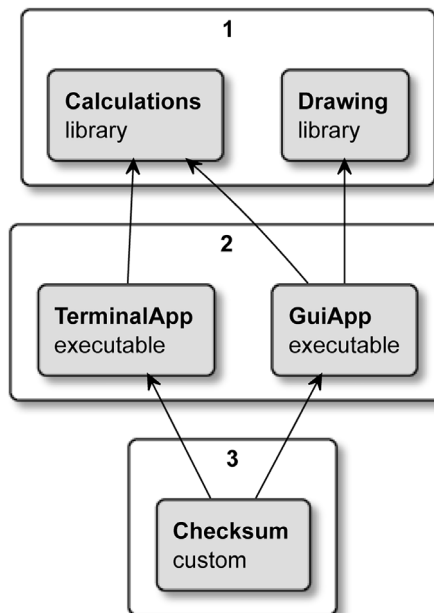 1
Calculations
library
Drawing
library
2
TerminalApp
executable
GuiApp
executable
3
Checksum
custom